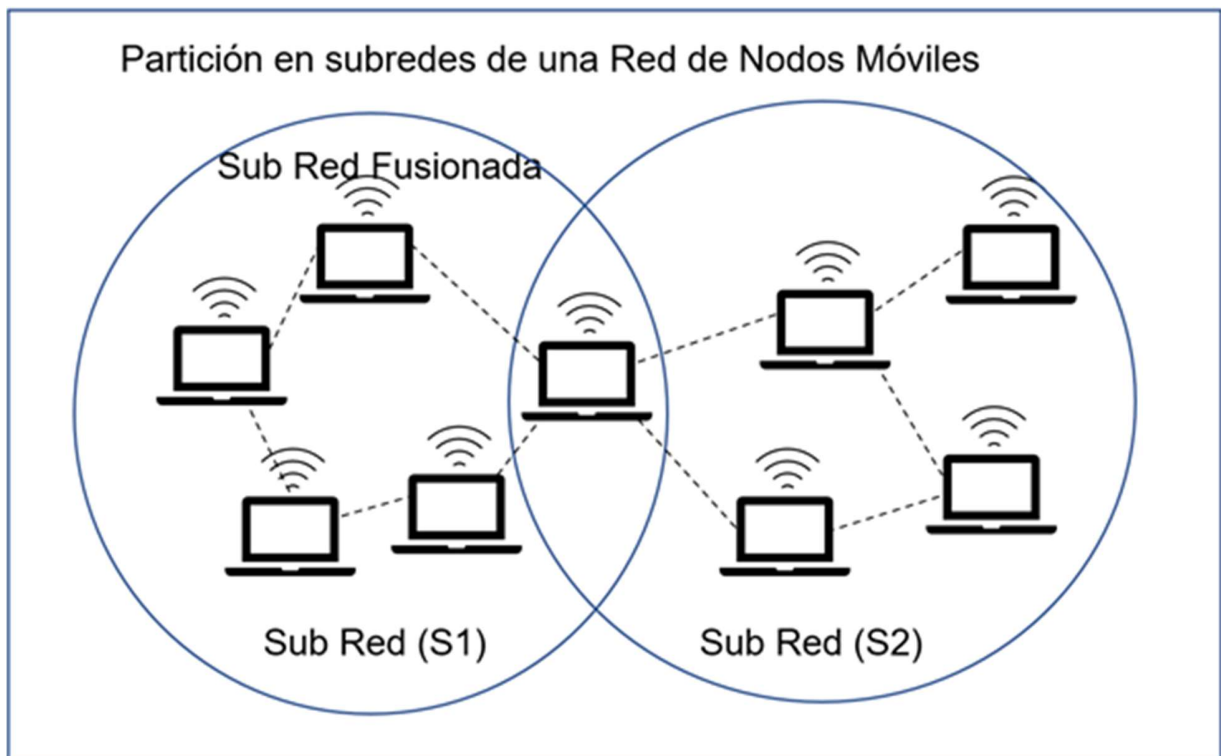 Partición en subredes de una Red de Nodos Móviles
Sub Red Fusionada
Sub Red (S1)
Sub Red (S2)